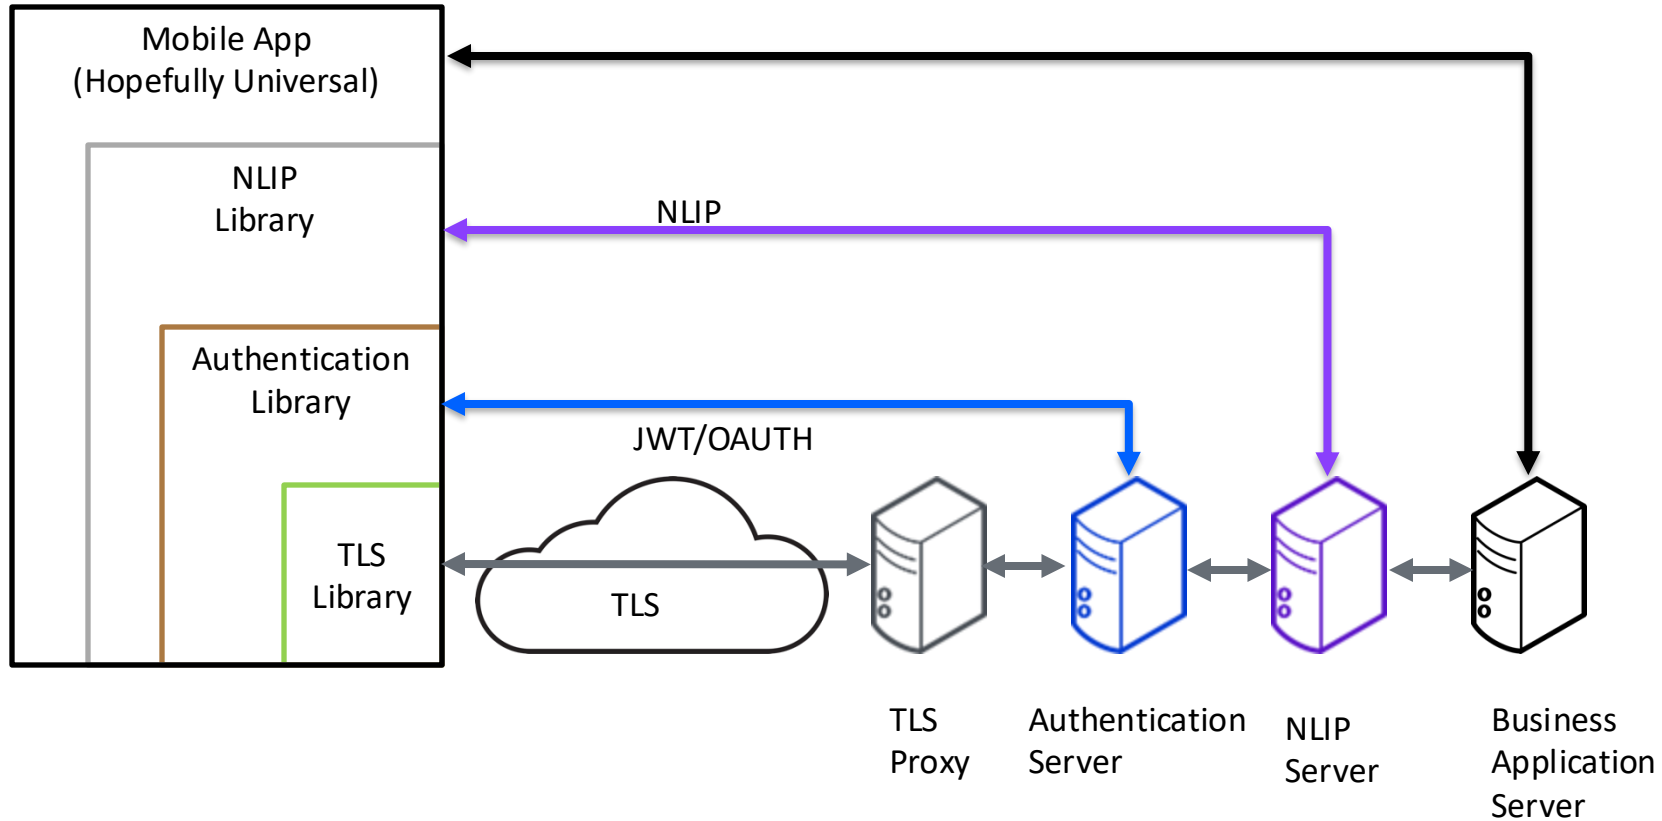 Mobile App
(Hopefully Universal)
NLIP
Library
NLIP
Authentication
Library
JWT/OAUTH
TLS
Library
TLS
TLS
Proxy
Authentication
Server
NLIP
Server
Business
Application
Server